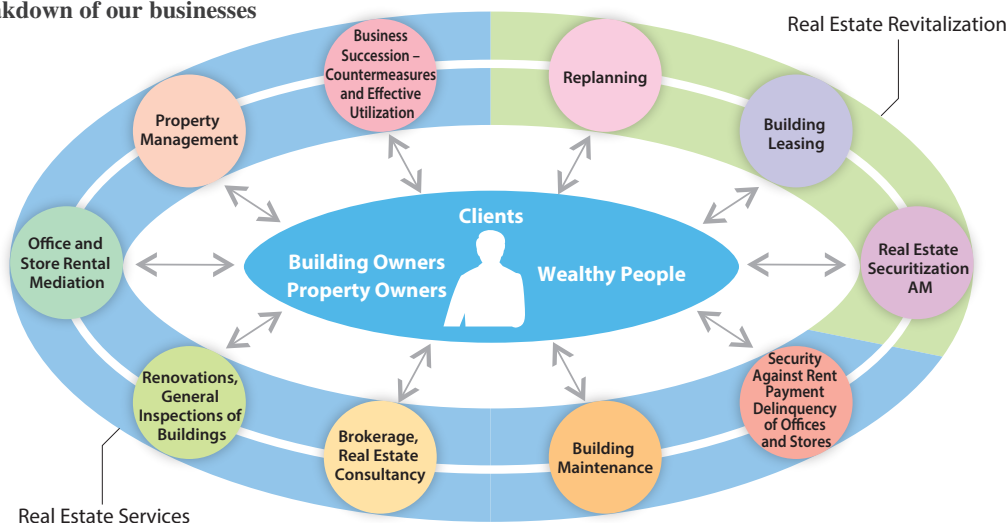 kdown of our businesses
Real Estate Revitalization
Business
Succession –
Countermeasures
and Effective
Utilization
Replanning
Property
Management
Building
Leasing
Office and
Store Rental
Mediation
Clients
Building Owners
Property Owners
Wealthy People
Real Estate
Securitization
AM
Renovations,
General
Inspections of
Buildings
Brokerage,
Real Estate
Consultancy
Building
Maintenance
Security
Against Rent
Payment
Delinquency
of Offices
and Stores
Real Estate Services